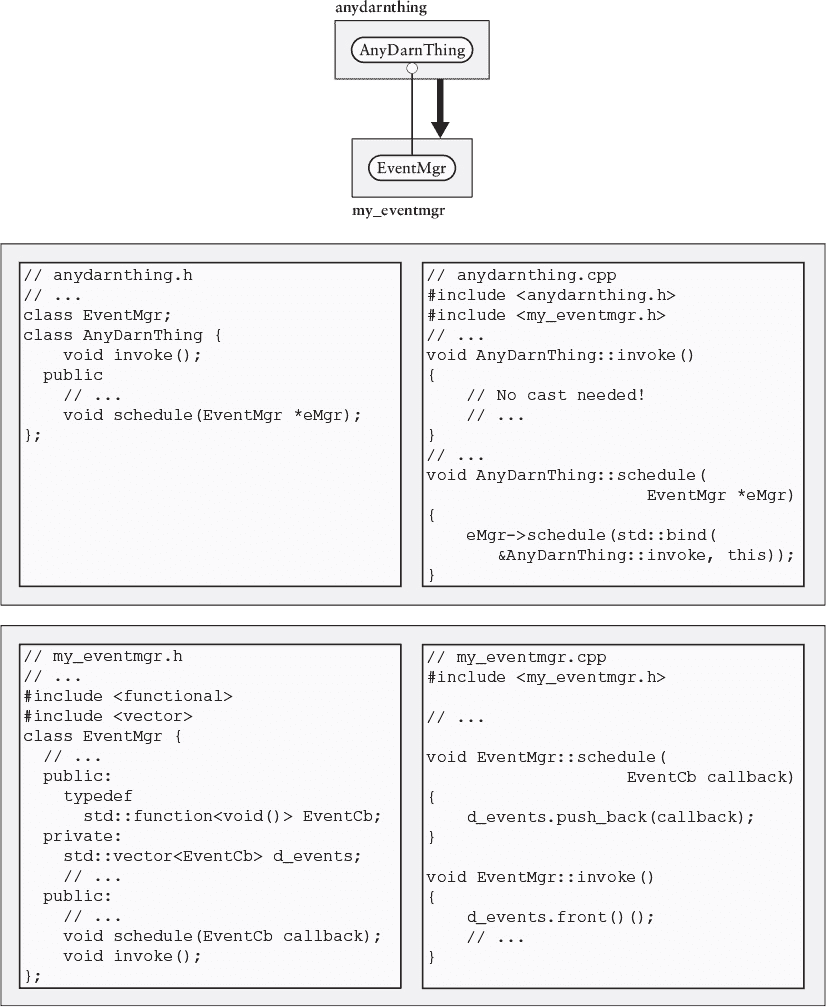 anydarnthing
AnyDarnThing
EventMgr
my_eventmgr
// anydarnthing.h
// ...
class EventMgr;
class AnyDarnThing {
    void invoke();
  public
    // ...
    void schedule(EventMgr *eMgr);
};
// anydarnthing.cpp
#include <anydarnthing.h>
#include <my_eventmgr.h>
// ...
void AnyDarnThing::invoke()
{
    // No cast needed!
    // ...
}
// ...
void AnyDarnThing::schedule(
                      EventMgr *eMgr)
{
    eMgr->schedule(std::bind(
       &AnyDarnThing::invoke, this));
}
// my_eventmgr.h
// ...
#include <functional>
#include <vector>
class EventMgr {
  // ...
  public:
    typedef
      std::function<void()> EventCb;
  private:
    std::vector<EventCb> d_events;
    // ...
  public:
    // ...
    void schedule(EventCb callback);
    void invoke();
};
// my_eventmgr.cpp
#include <my_eventmgr.h>
// ...
void EventMgr::schedule(
                    EventCb callback)
{
    d_events.push_back(callback);
}
void EventMgr::invoke()
{
    d_events.front()();
    // ...
}